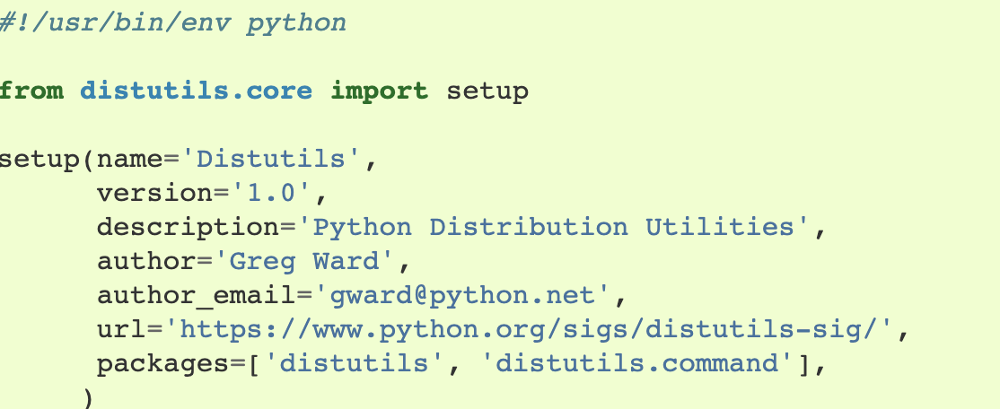 #!/usr/bin/env python
from distutils.core import setup
setup(name='Distutils',
version='1.0',
description='Python Distribution Utilities',
author='Greg Ward',
author_email='gward@python.net',
url='https://www.python.org/sigs/distutils-sig/',
packages=['distutils', 'distutils.command'],
)